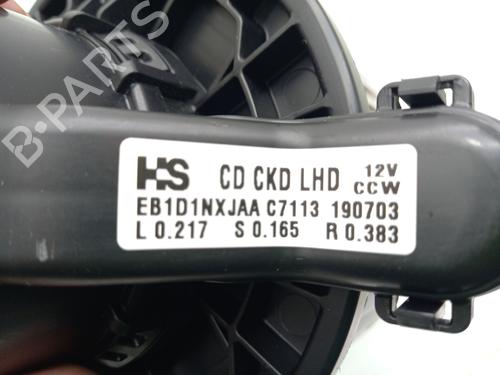 B-PARTS
HS CD CKD LHD 12V CCW
EB1D1NXJAA C7113 190703
L 0.217 S 0.165 R 0.383